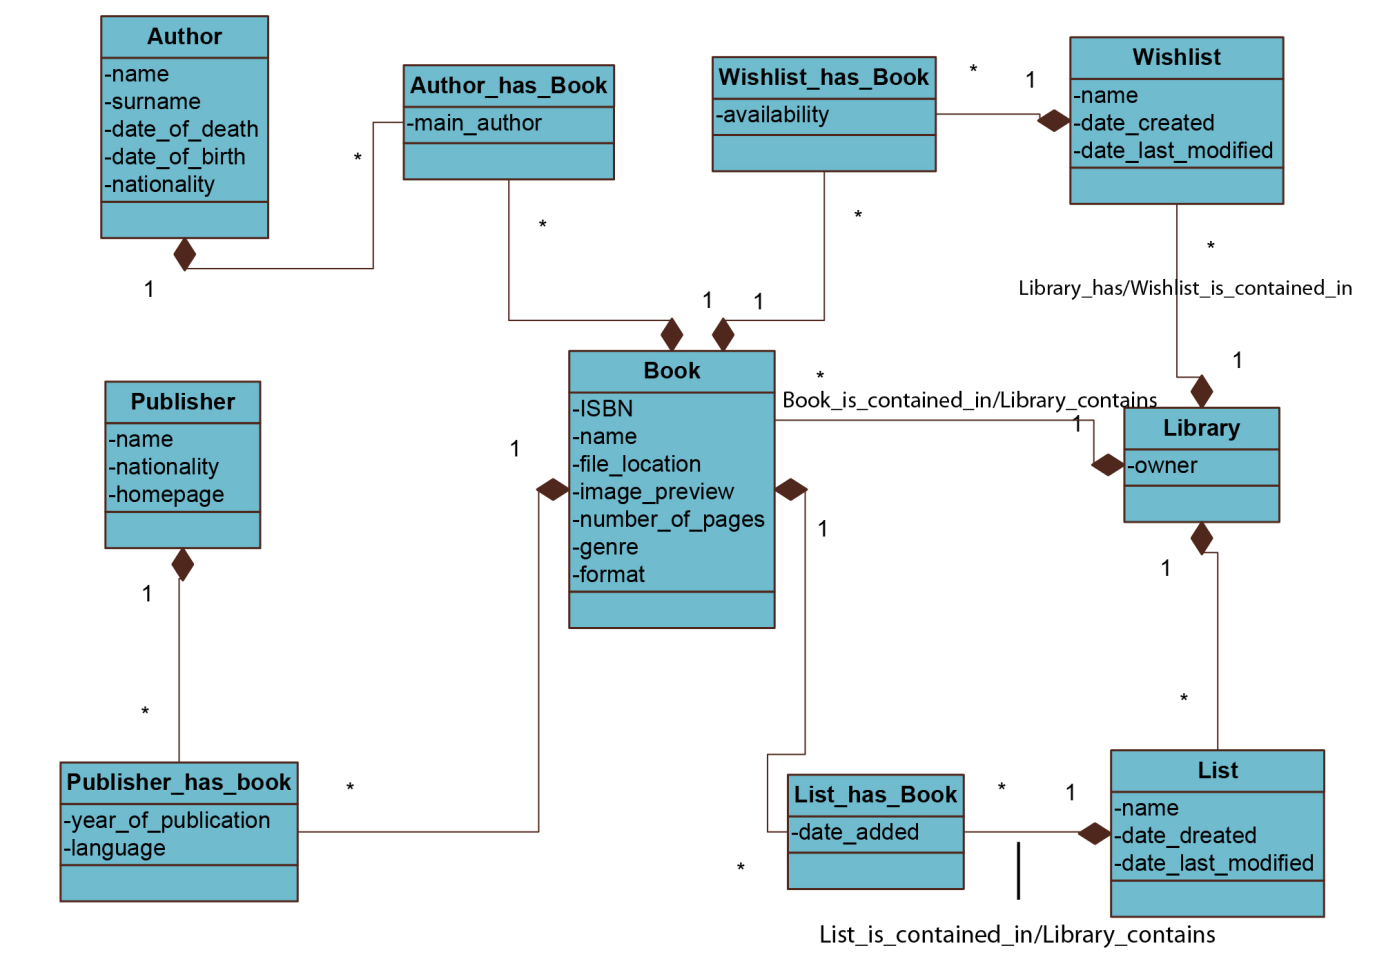 Author
-name
-surname
-date_of_death
-date_of_birth
-nationality
1
*
Author_has_Book
-main_author
*
1
Wishlist_has_Book
-availability
*
1
*
1
Wishlist
-name
-date_created
-date_last_modified
*
Library_has/Wishlist_is_contained_in
1
Publisher
-name
-nationality
-homepage
1
*
Book
-ISBN
-name
-file_location
-image_preview
-number_of_pages
-genre
-format
1
*
Book_is_contained_in/Library_contains
1
Library
-owner
1
*
1
*
Publisher_has_book
-year_of_publication
-language
*
List_has_Book
-date_added
*
1
List
-name
-date_dreated
-date_last_modified
List_is_contained_in/Library_contains